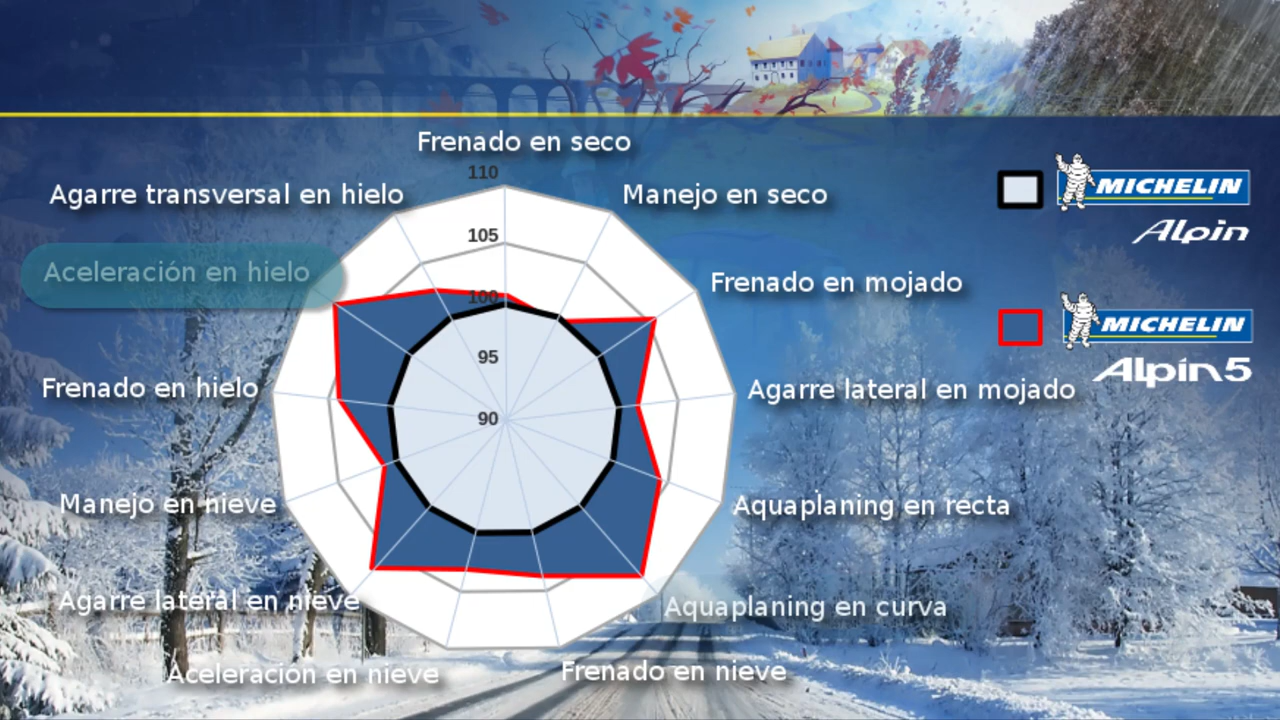 Frenado en seco
110
Agarre transversal en hielo
Manejo en seco
MICHELIN
Alpin
105
Aceleración en hielo
Frenado en mojado
100
MICHELIN
Alpin5
95
Frenado en hielo
Agarre lateral en mojado
90
Manejo en nieve
Aquaplaning en recta
Agarre lateral en nieve
Aquaplaning en curva
Aceleración en nieve
Frenado en nieve